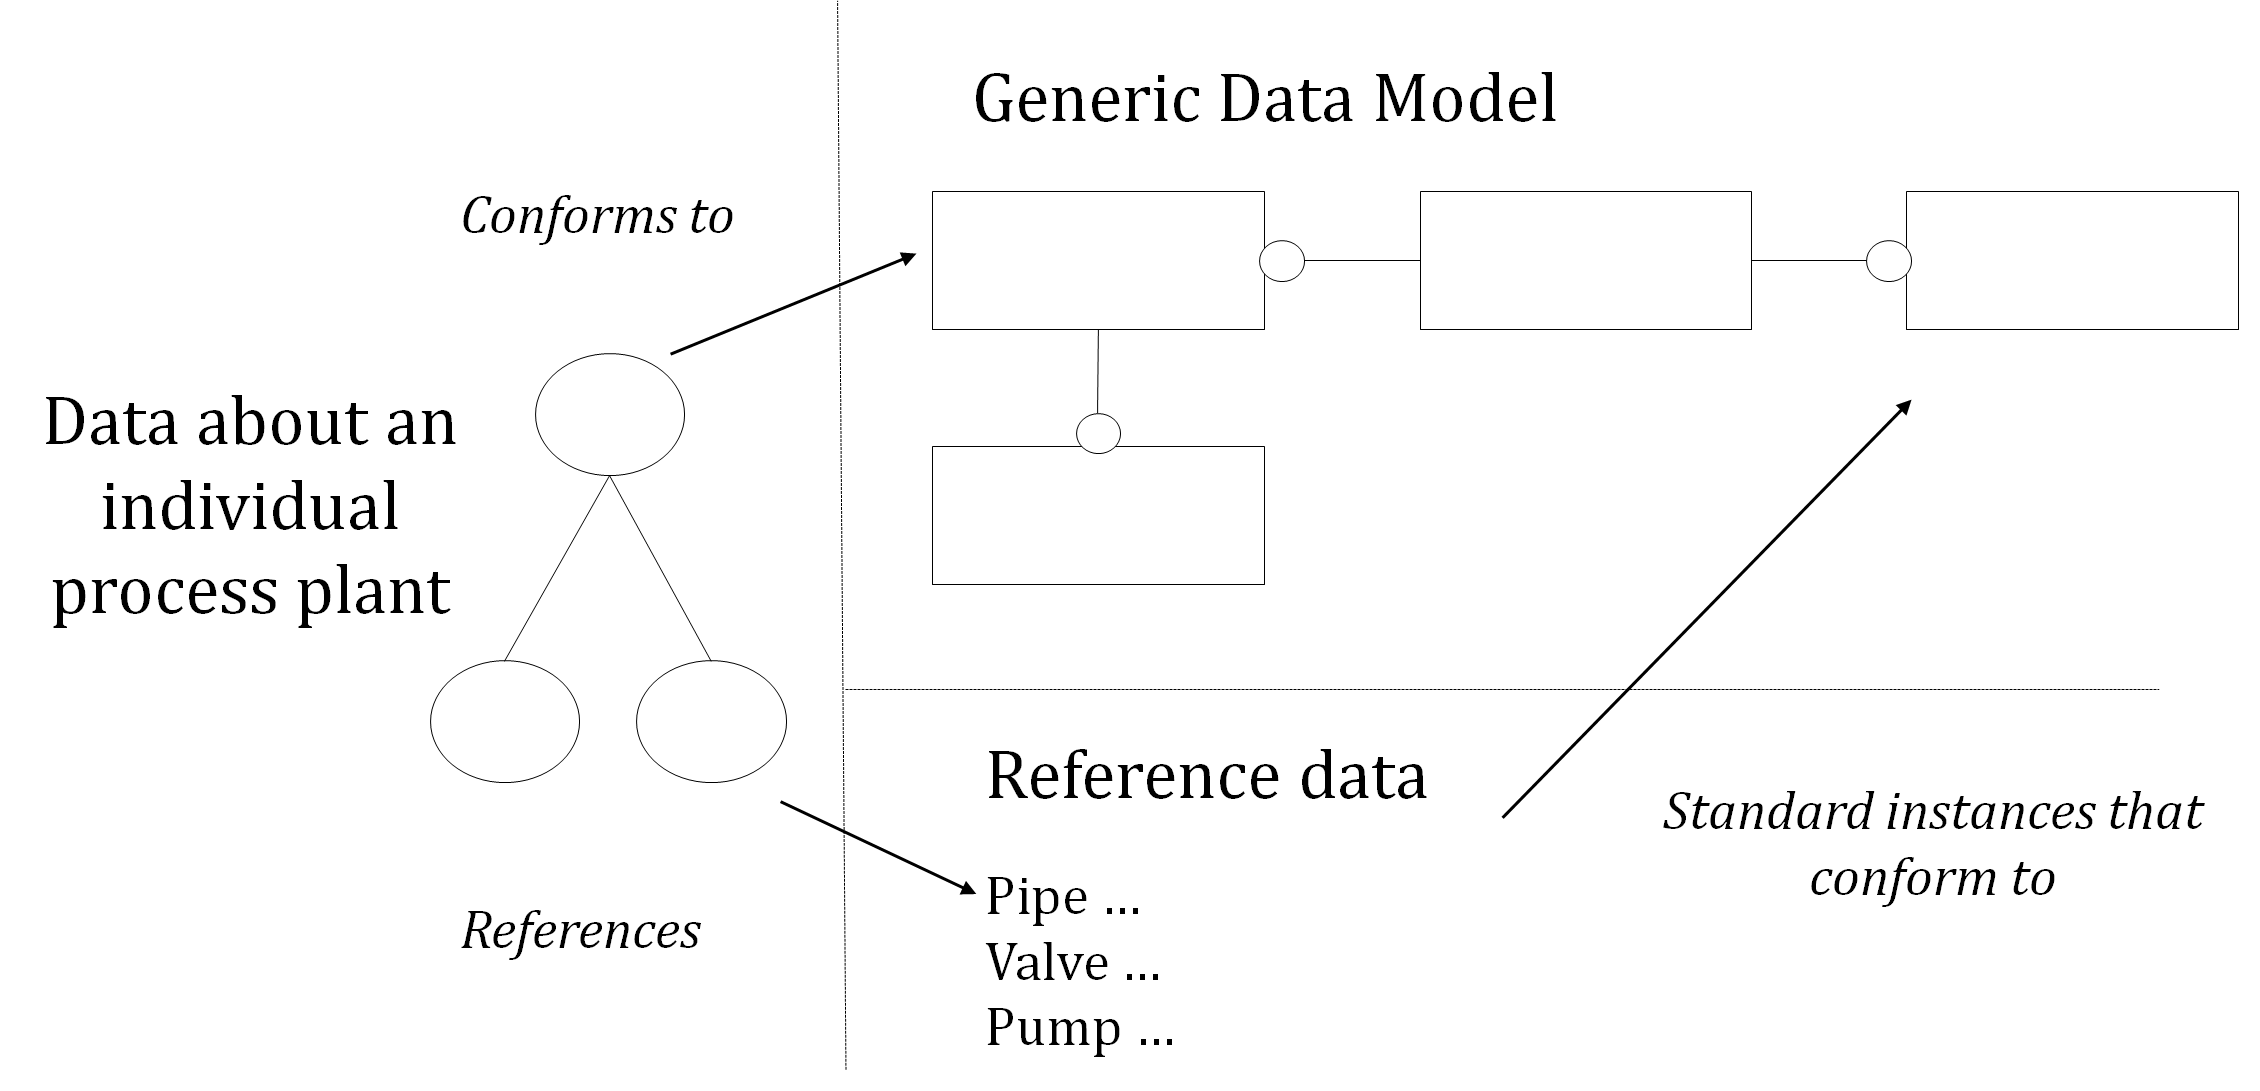 Generic Data Model
Conforms to
Data about an
individual
process plant
Reference data
Standard instances that
conform to
References
Pipe ...
Valve ...
Pump ...